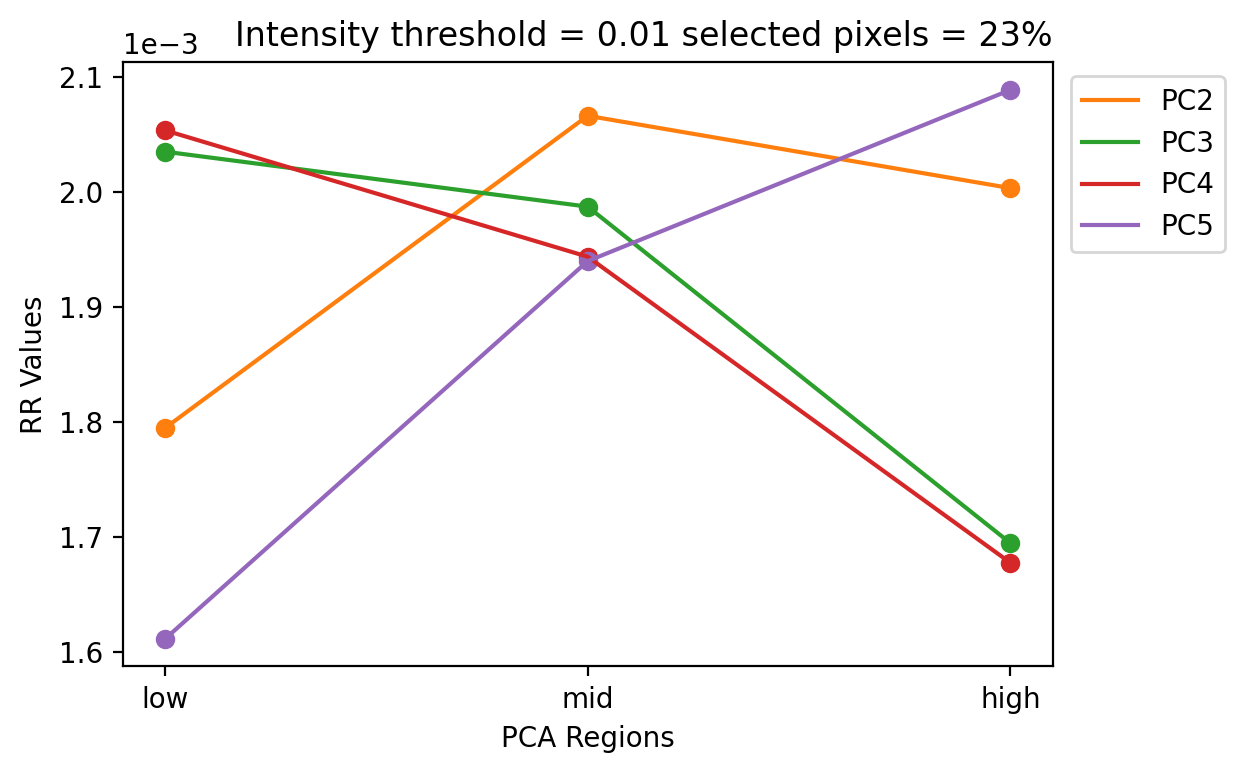 Intensity threshold = 0.01 selected pixels = 23%
1e−3
2.1
2.0
1.9
1.8
1.7
1.6
RR Values
low
mid
high
PCA Regions
PC2
PC3
PC4
PC5